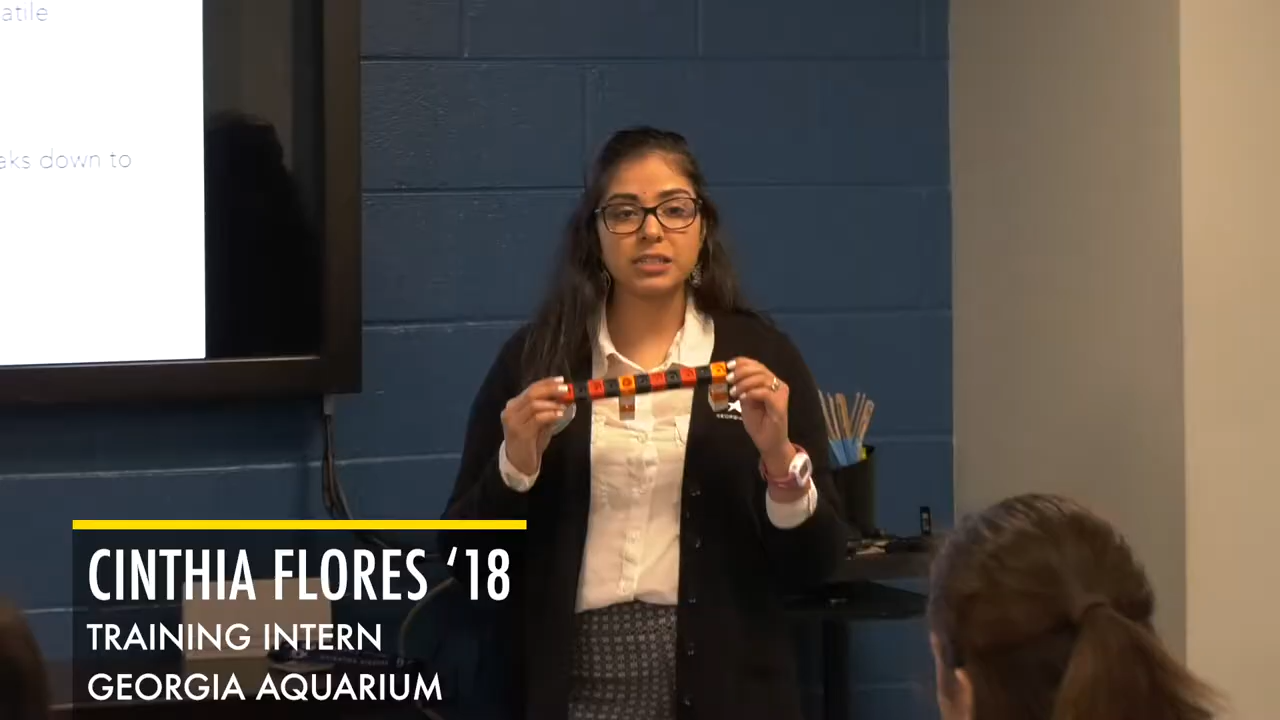 atile
aks down to
CINTHIA FLORES ‘18
TRAINING INTERN
GEORGIA AQUARIUM